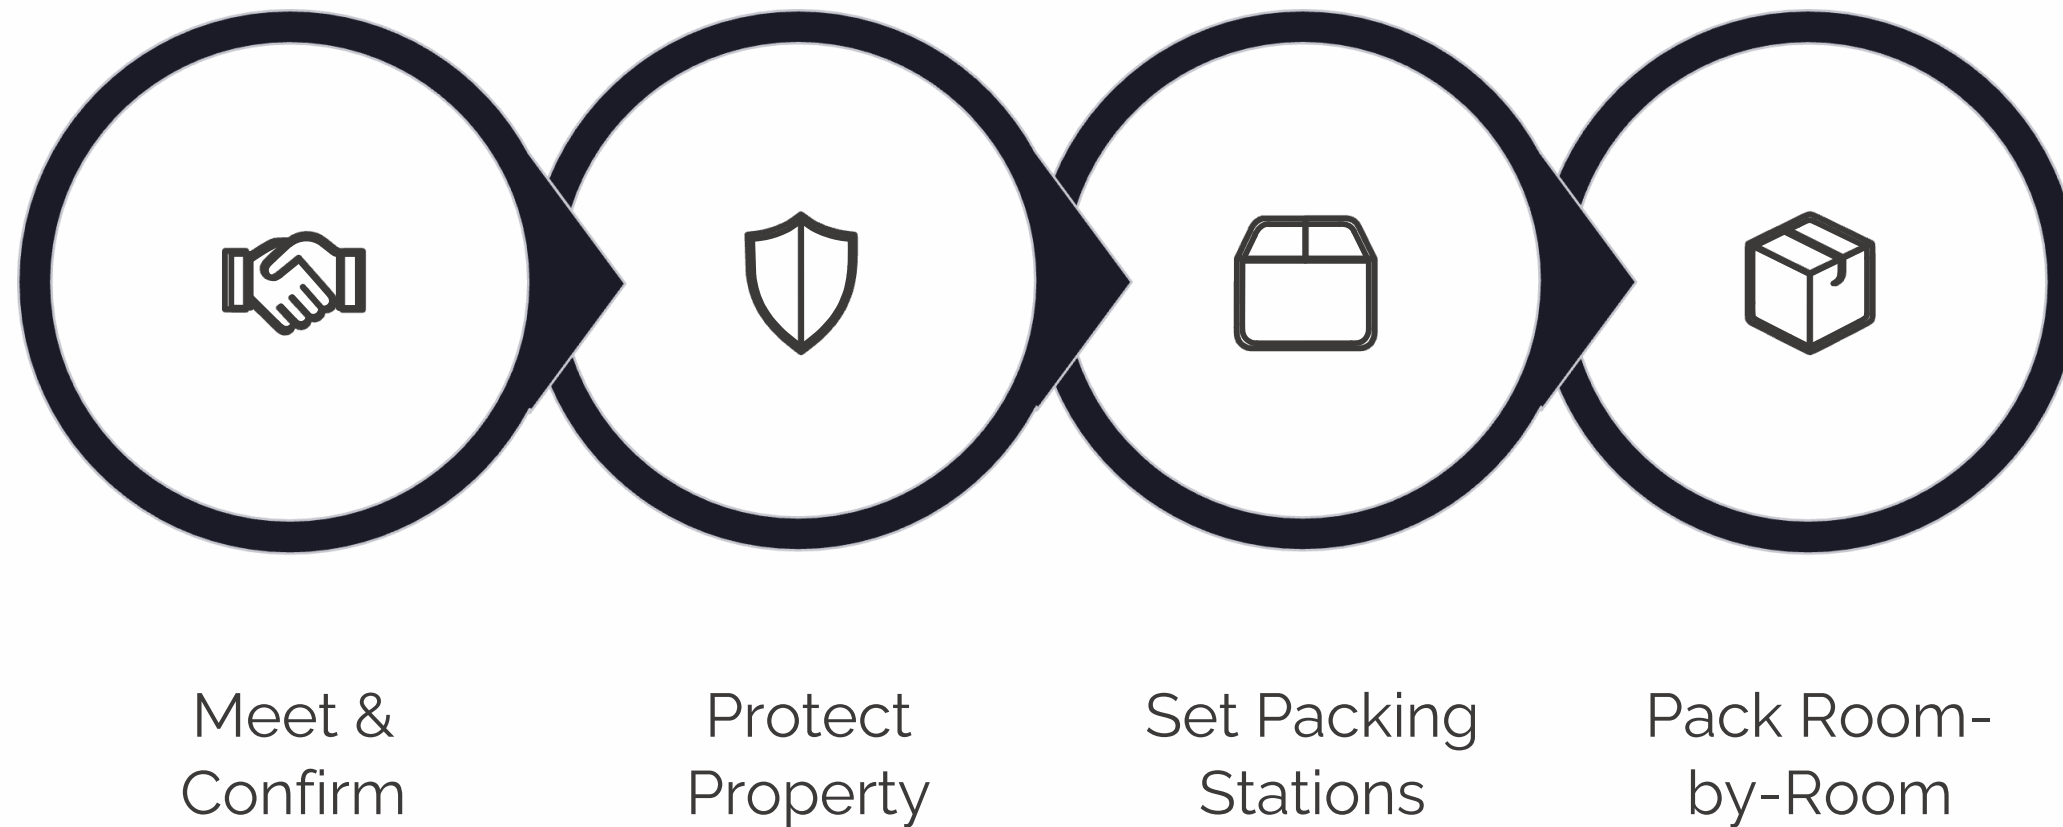 Meet &
Confirm
Protect
Property
Set Packing
Stations
Pack Room-
by-Room